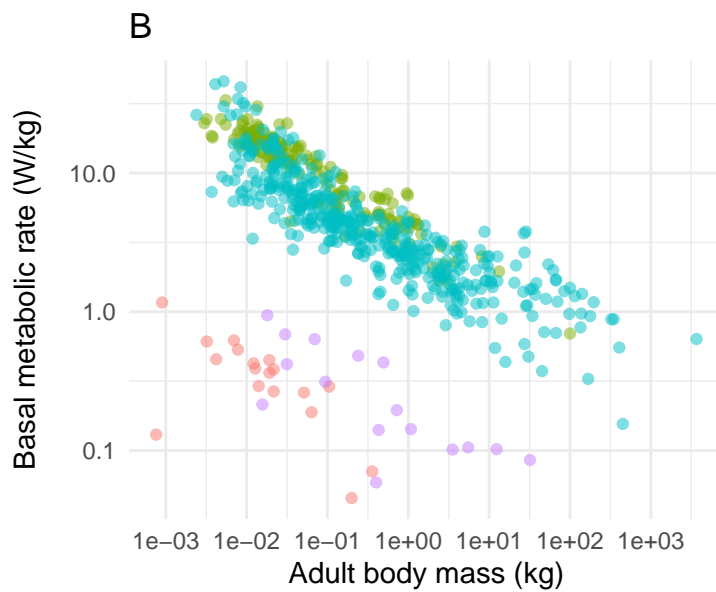 B
Basal metabolic rate (W/kg)
10.0
1.0
0.1
1e−03 1e−02 1e−01 1e+00 1e+01 1e+02 1e+03
Adult body mass (kg)